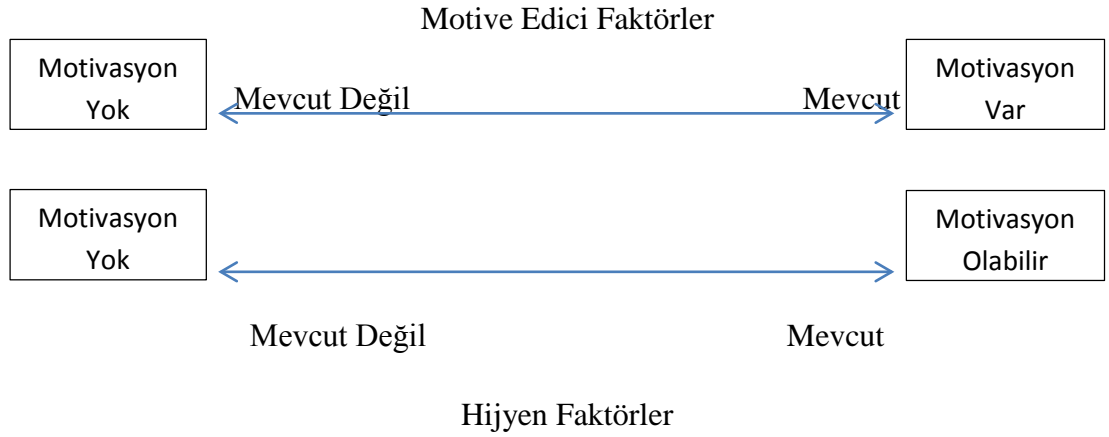 Motive Edici Faktörler
Motivasyon
Yok
Mevcut Değil
Mevcut
Motivasyon
Var
Motivasyon
Yok
Motivasyon
Olabilir
Mevcut Değil
Mevcut
Hijyen Faktörler